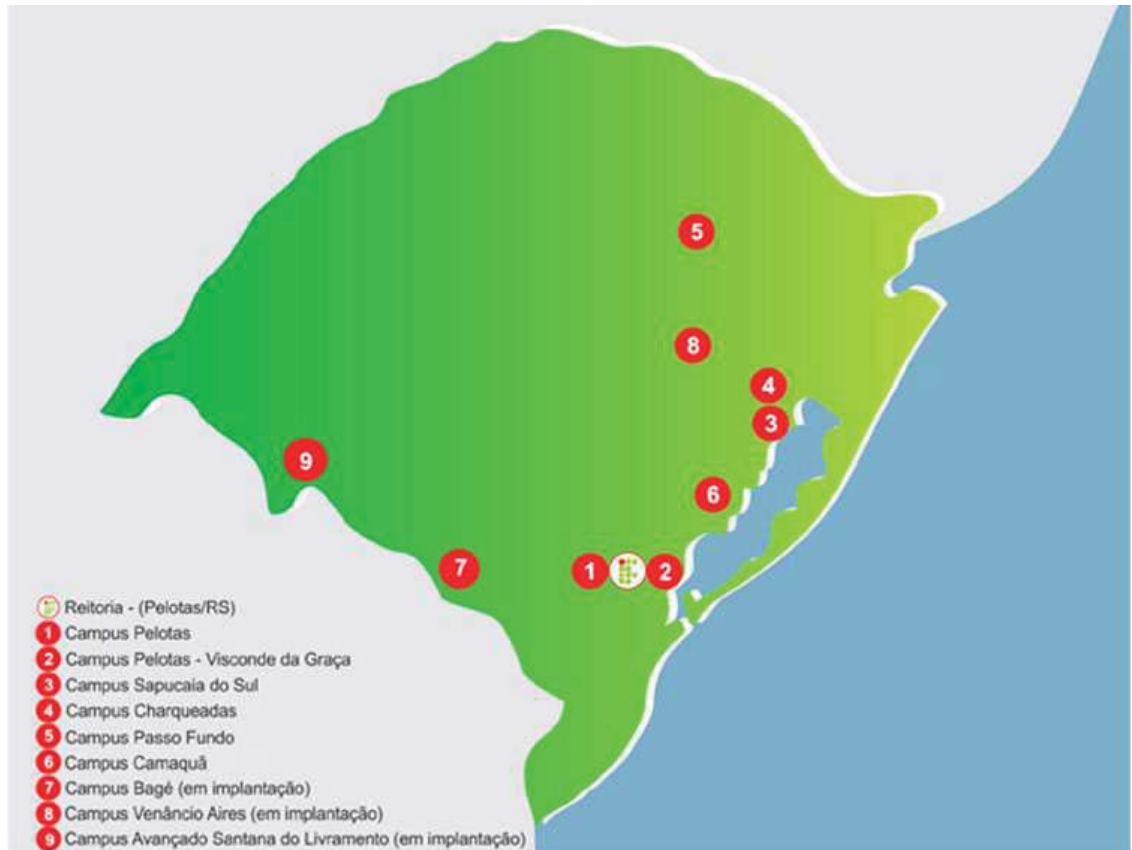 5
8
4
3
9
6
7
1
2
Reitoria - (Pelotas/RS)
1 Campus Pelotas
2 Campus Pelotas - Visconde da Graça
3 Campus Sapucaia do Sul
4 Campus Charqueadas
5 Campus Passo Fundo
6 Campus Camaquã
7 Campus Bagé (em implantação)
8 Campus Venâncio Aires (em implantação)
9 Campus Avançado Santana do Livramento (em implantação)